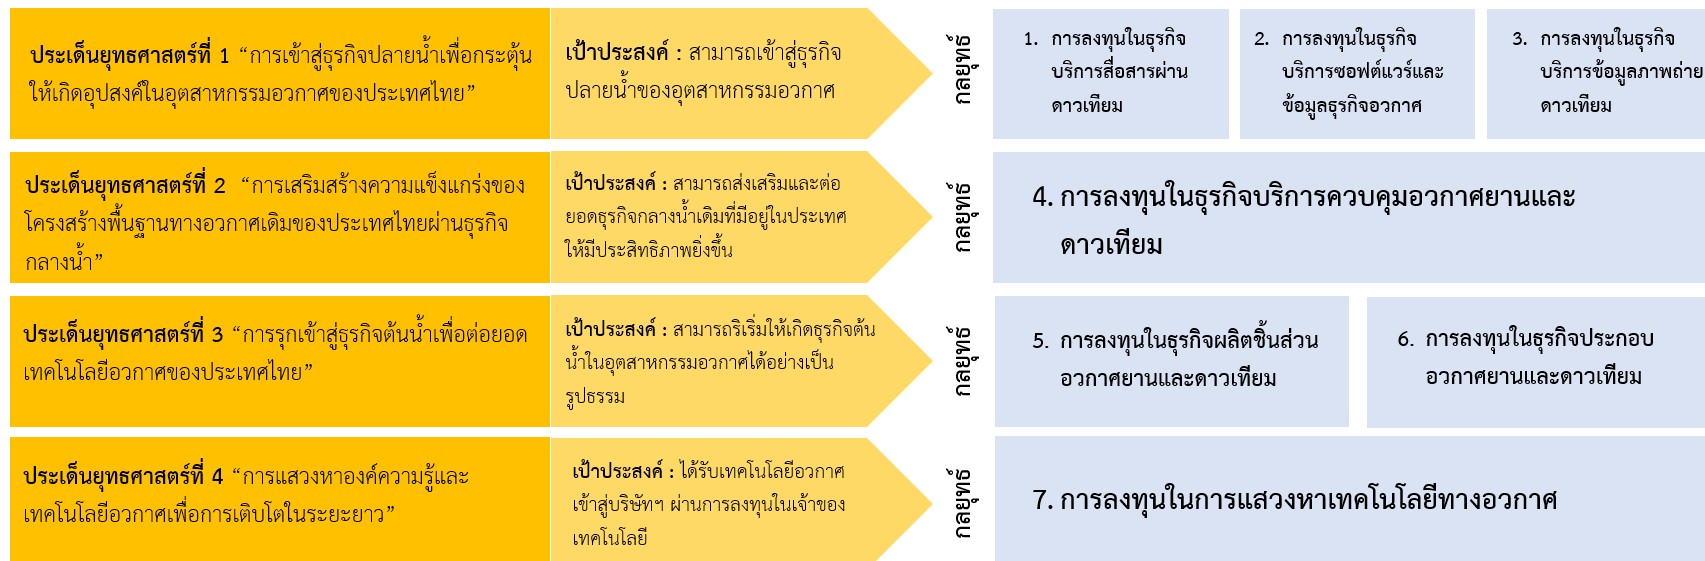 ประเด็นยุทธศาสตร์ที่ 1 “การเข้าสู่ธุรกิจปลายน้ำเพื่อกระตุ้น
ให้เกิดอุปสงค์ในอุตสาหกรรมอวกาศของประเทศไทย”
เป้าประสงค์ : สามารถเข้าสู่ธุรกิจ
ปลายน้ำของอุตสาหกรรมอวกาศ
กลยุทธ์
1. การลงทุนในธุรกิจ
บริการสื่อสารผ่าน
ดาวเทียม
2. การลงทุนในธุรกิจ
บริการซอฟต์แวร์และ
ข้อมูลธุรกิจอวกาศ
3. การลงทุนในธุรกิจ
บริการข้อมูลภาพถ่าย
ดาวเทียม
ประเด็นยุทธศาสตร์ที่ 2 “การเสริมสร้างความแข็งแกร่งของ
โครงสร้างพื้นฐานทางอวกาศเดิมของประเทศไทยผ่านธุรกิจ
กลางน้ำ”
เป้าประสงค์ : สามารถส่งเสริมและต่อ
ยอดธุรกิจกลางน้ำเดิมที่มีอยู่ในประเทศ
ให้มีประสิทธิภาพยิ่งขึ้น
กลยุทธ์
4. การลงทุนในธุรกิจบริการควบคุมอวกาศยานและ
ดาวเทียม
ประเด็นยุทธศาสตร์ที่ 3 “การรุกเข้าสู่ธุรกิจต้นน้ำเพื่อต่อยอด
เทคโนโลยีอวกาศของประเทศไทย”
เป้าประสงค์ : สามารถริเริ่มให้เกิดธุรกิจต้น
น้ำในอุตสาหกรรมอวกาศได้อย่างเป็น
รูปธรรม
กลยุทธ์
5. การลงทุนในธุรกิจผลิตชิ้นส่วน
อวกาศยานและดาวเทียม
6. การลงทุนในธุรกิจประกอบ
อวกาศยานและดาวเทียม
ประเด็นยุทธศาสตร์ที่ 4 “การแสวงหาองค์ความรู้และ
เทคโนโลยีอวกาศเพื่อการเติบโตในระยะยาว”
เป้าประสงค์ : ได้รับเทคโนโลยีอวกาศ
เข้าสู่บริษัทฯ ผ่านการลงทุนในเจ้าของ
เทคโนโลยี
กลยุทธ์
7. การลงทุนในการแสวงหาเทคโนโลยีทางอวกาศ